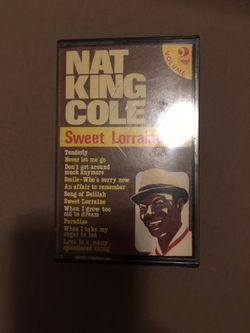 NAT
KING
COLE
2
VOLUME
Sweet Lorraine
Tenderly
Never let me go
Don't get around
much anymore
Smile • Who's sorry now
An affair to remember
Song of Delilah
Sweet Lorraine
When I grow too
old to dream
Paradise
When I take my
sugar to tea
Love is a many
splendored thing